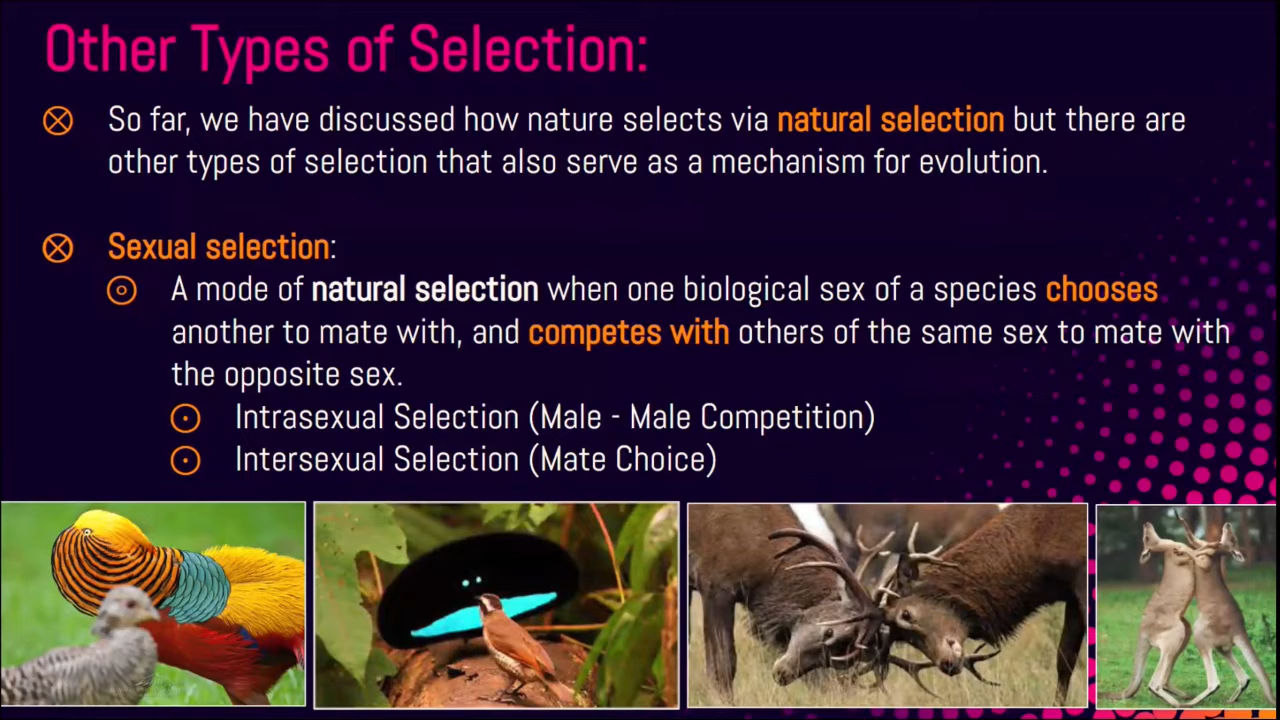 Other Types of Selection:
So far, we have discussed how nature selects via natural selection but there are
other types of selection that also serve as a mechanism for evolution.
Sexual selection:
A mode of natural selection when one biological sex of a species chooses
another to mate with, and competes with others of the same sex to mate with
the opposite sex.
Intrasexual Selection (Male - Male Competition)
Intersexual Selection (Mate Choice)